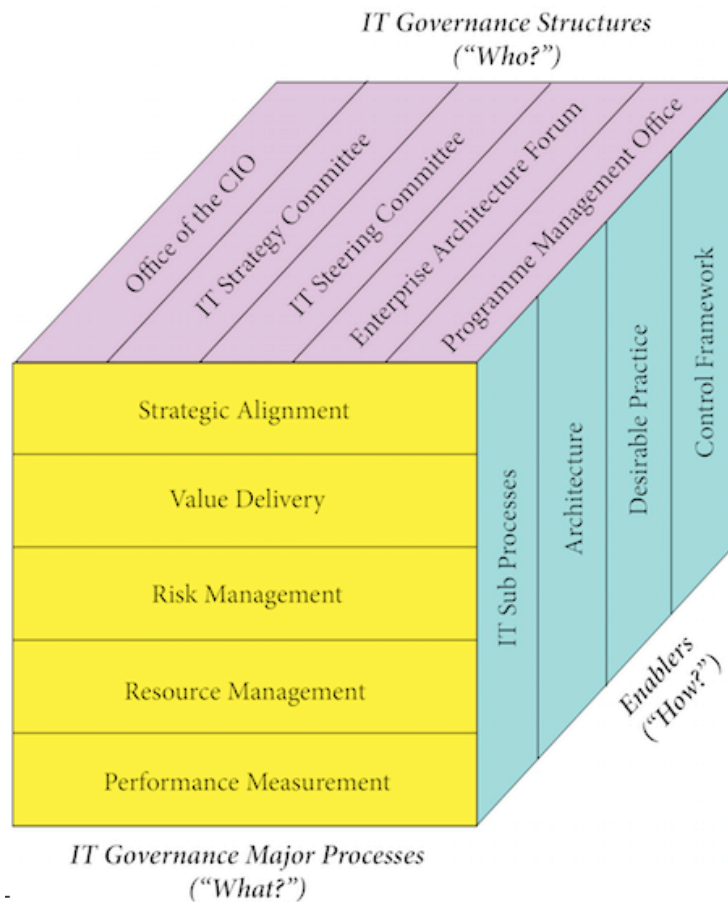 IT Governance Structures
(“Who?”)
Office of the CIO
IT Strategy Committee
IT Steering Committee
Enterprise Architecture Forum
Programme Management Office
Strategic Alignment
Value Delivery
Risk Management
Resource Management
Performance Measurement
IT Sub Processes
Architecture
Desirable Practice
Control Framework
Enablers
(“How?”)
IT Governance Major Processes
(“What?”)
-